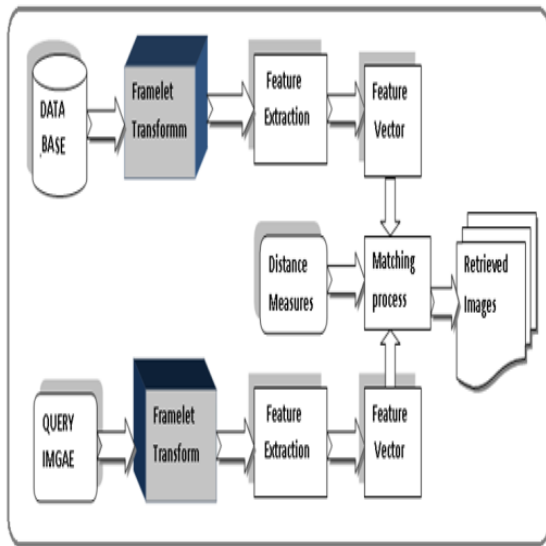 DATA
BASE
Framelet
Transformm
Feature
Extraction
Feature
Vector
Distance
Measures
Matching
process
Retrieved
Images
QUERY
IMGAE
Framelet
Transform
Feature
Extraction
Feature
Vector